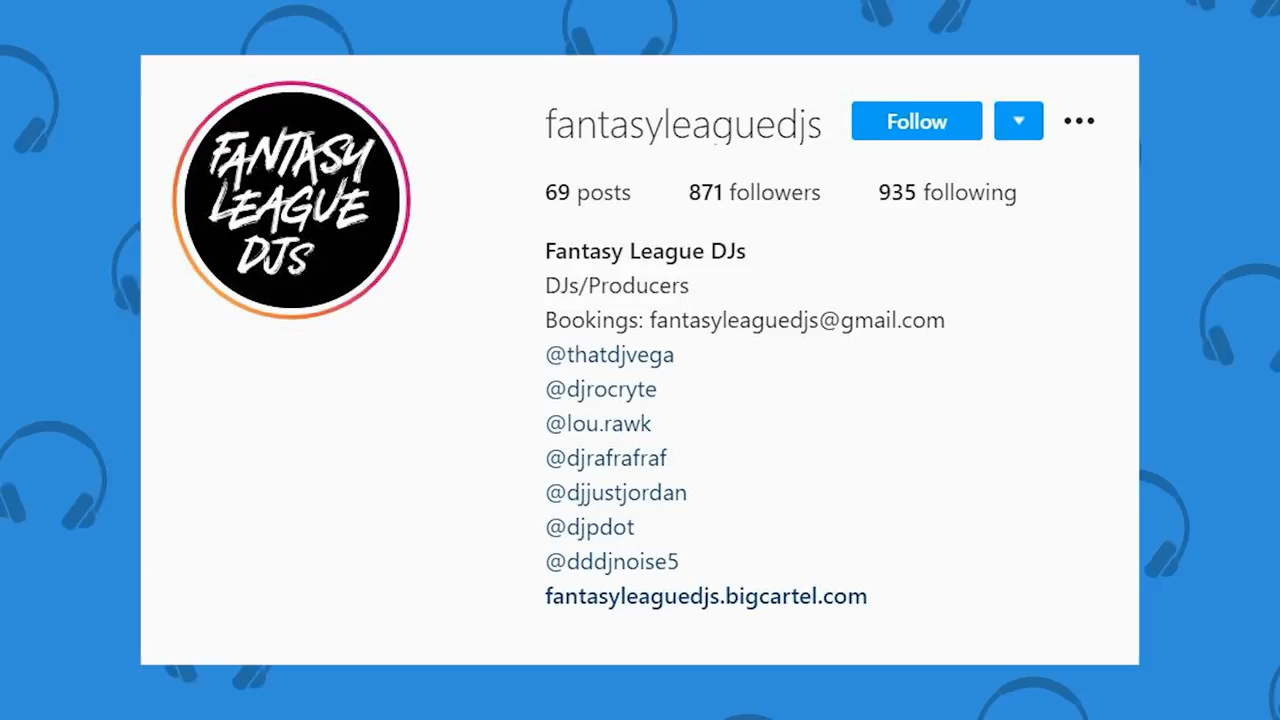 FANTASY
LEAGUE
DJS
fantasyleaguedjs Follow
69 posts 871 followers 935 following
Fantasy League DJs
DJs/Producers
Bookings: fantasyleaguedjs@gmail.com
@thatdjvega
@djrocryte
@lou.rawk
@djrafrafraf
@djjustjordan
@djpdot
@dddjnoise5
fantasyleaguedjs.bigcartel.com